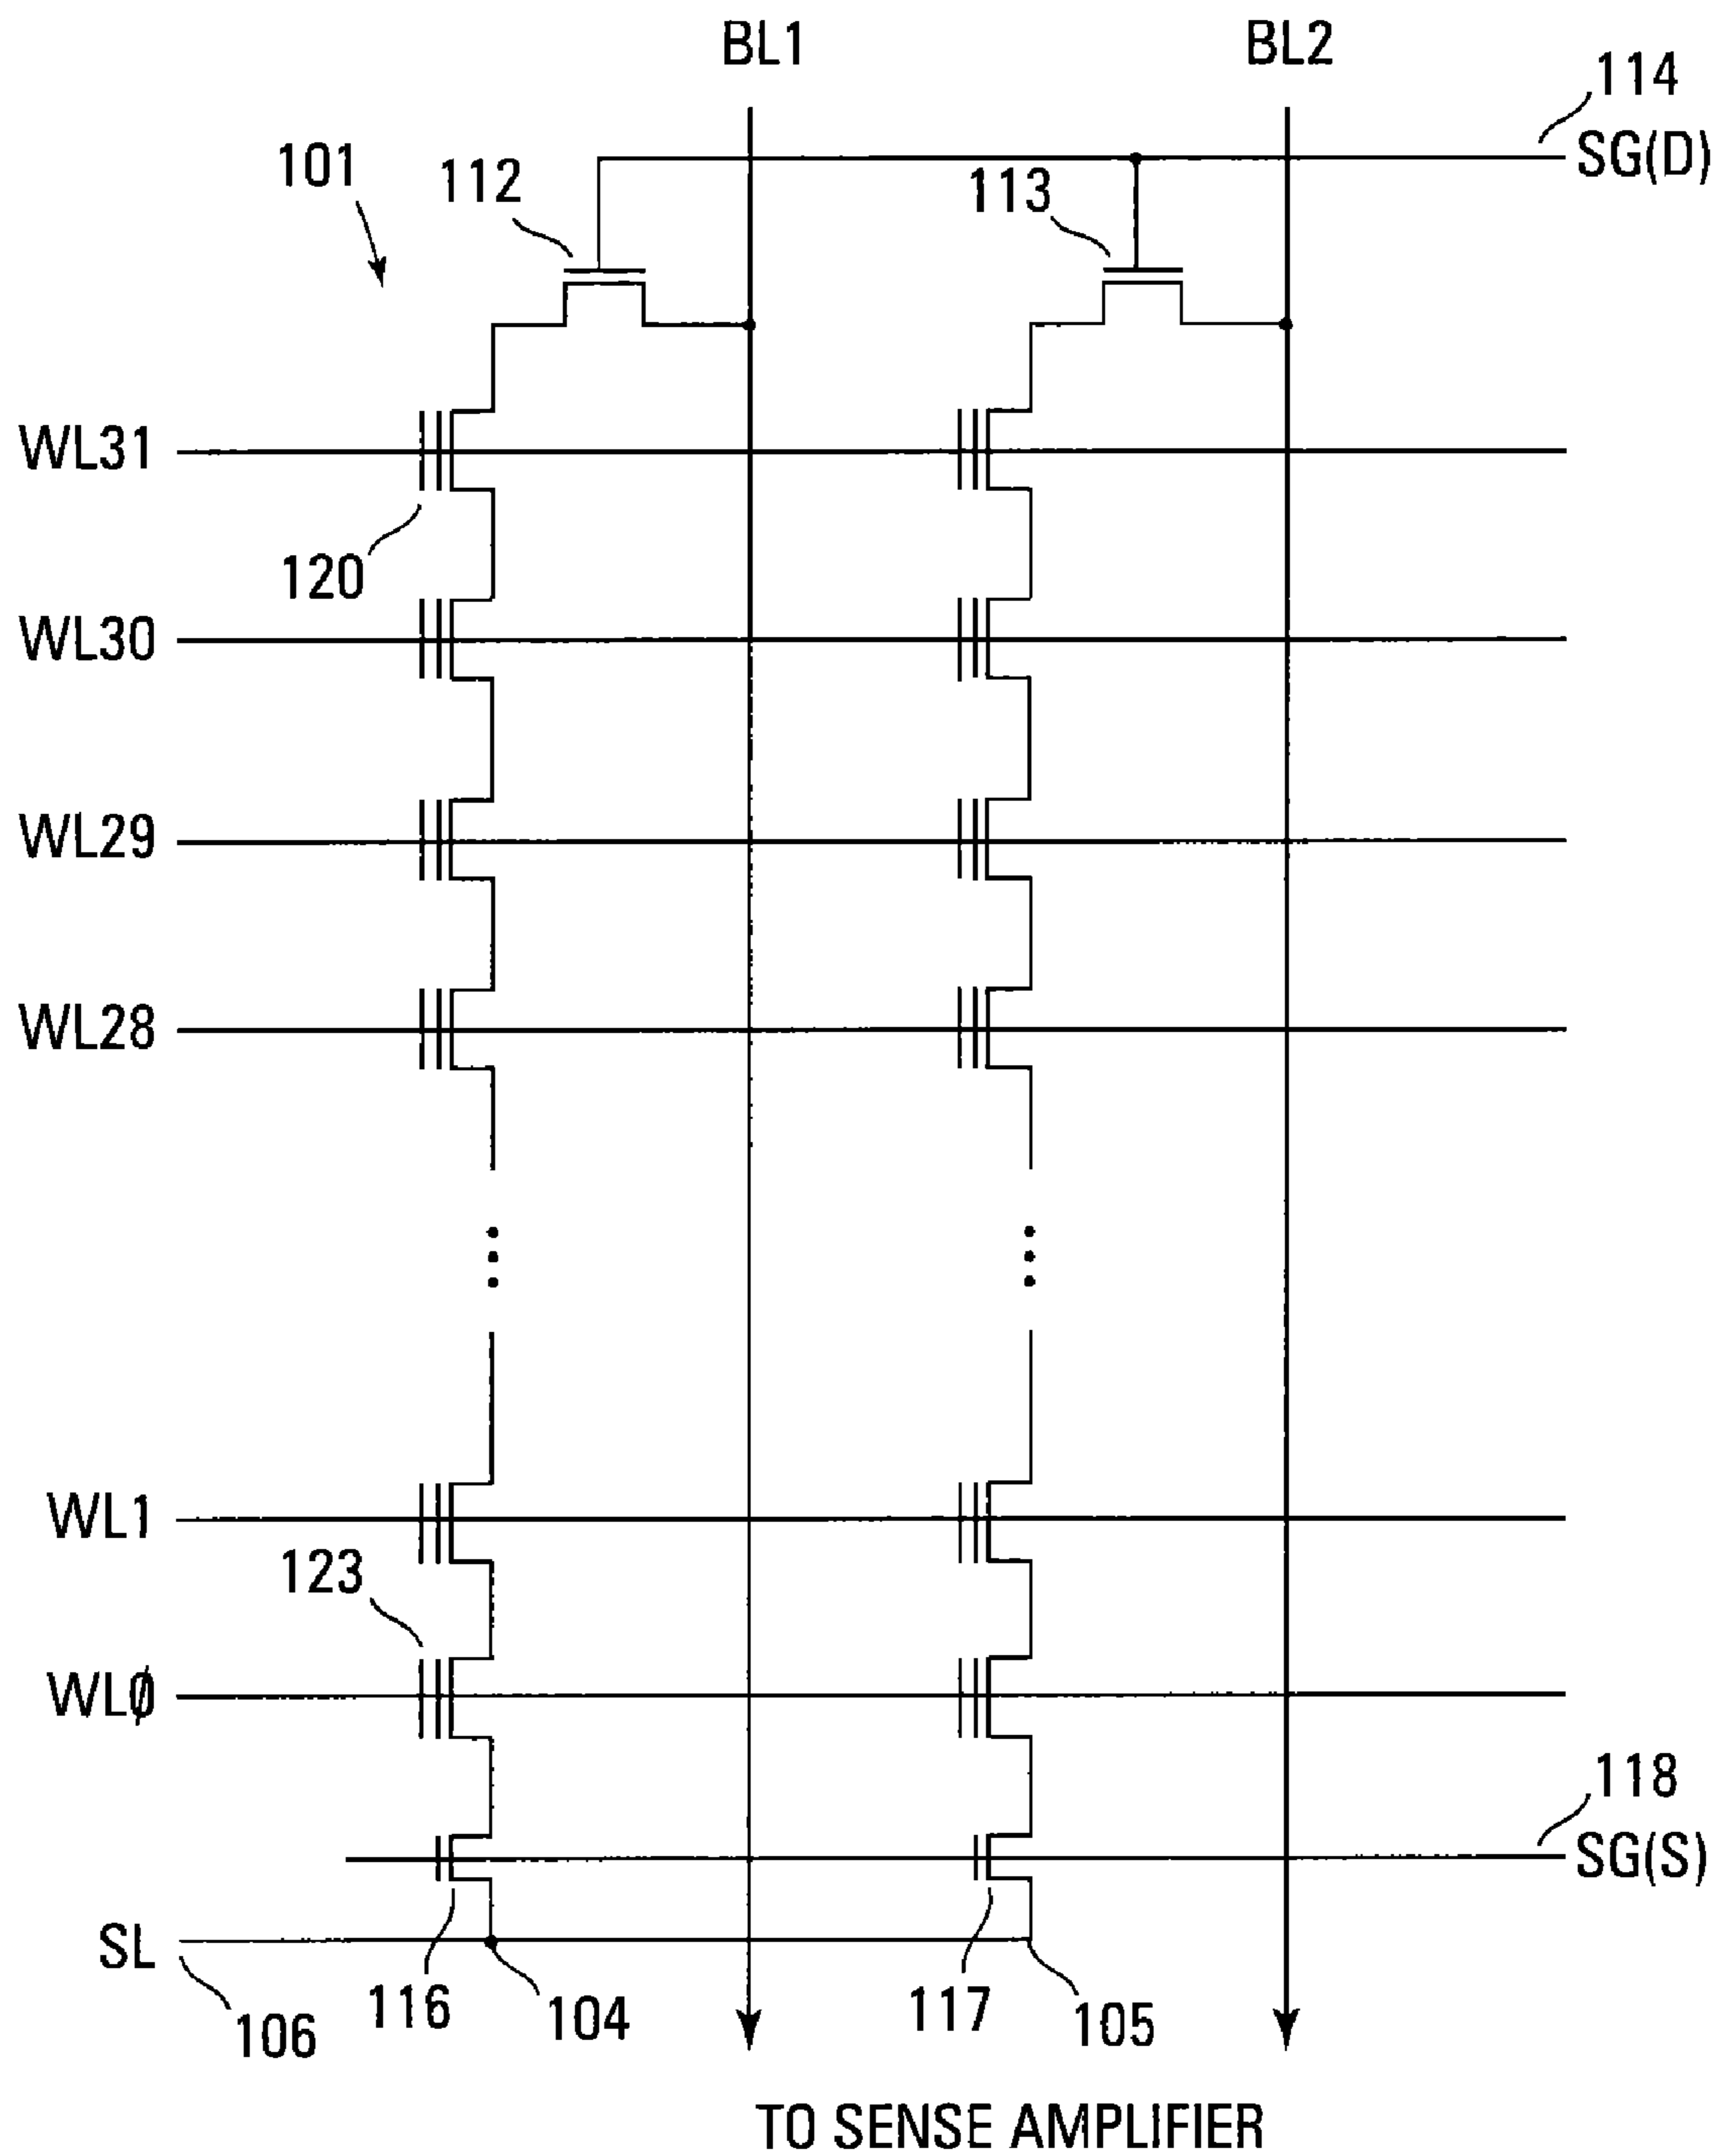 BL1 BL2
114
SG(D)
101
112
113
WL31
120
WL30
WL29
WL28
WL1
123
WLø
118
SG(S)
SL
106
116
104
117
105
TO SENSE AMPLIFIER